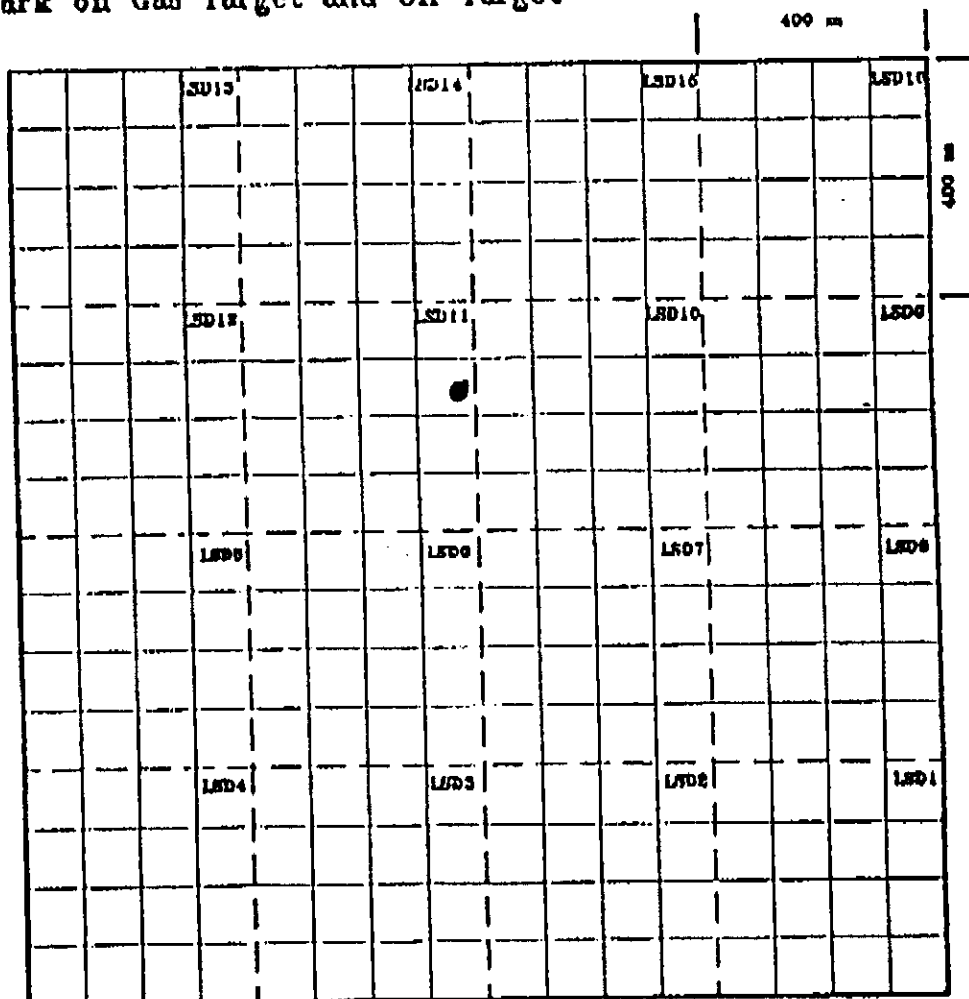 ark on Gas Target and Oil Target
400 m
400 m
LSD13 LSD14 LSD15 LSD16
LSD12 LSD11 LSD10 LSD9
LSD5 LSD6 LSD7 LSD8
LSD4 LSD3 LSD2 LSD1